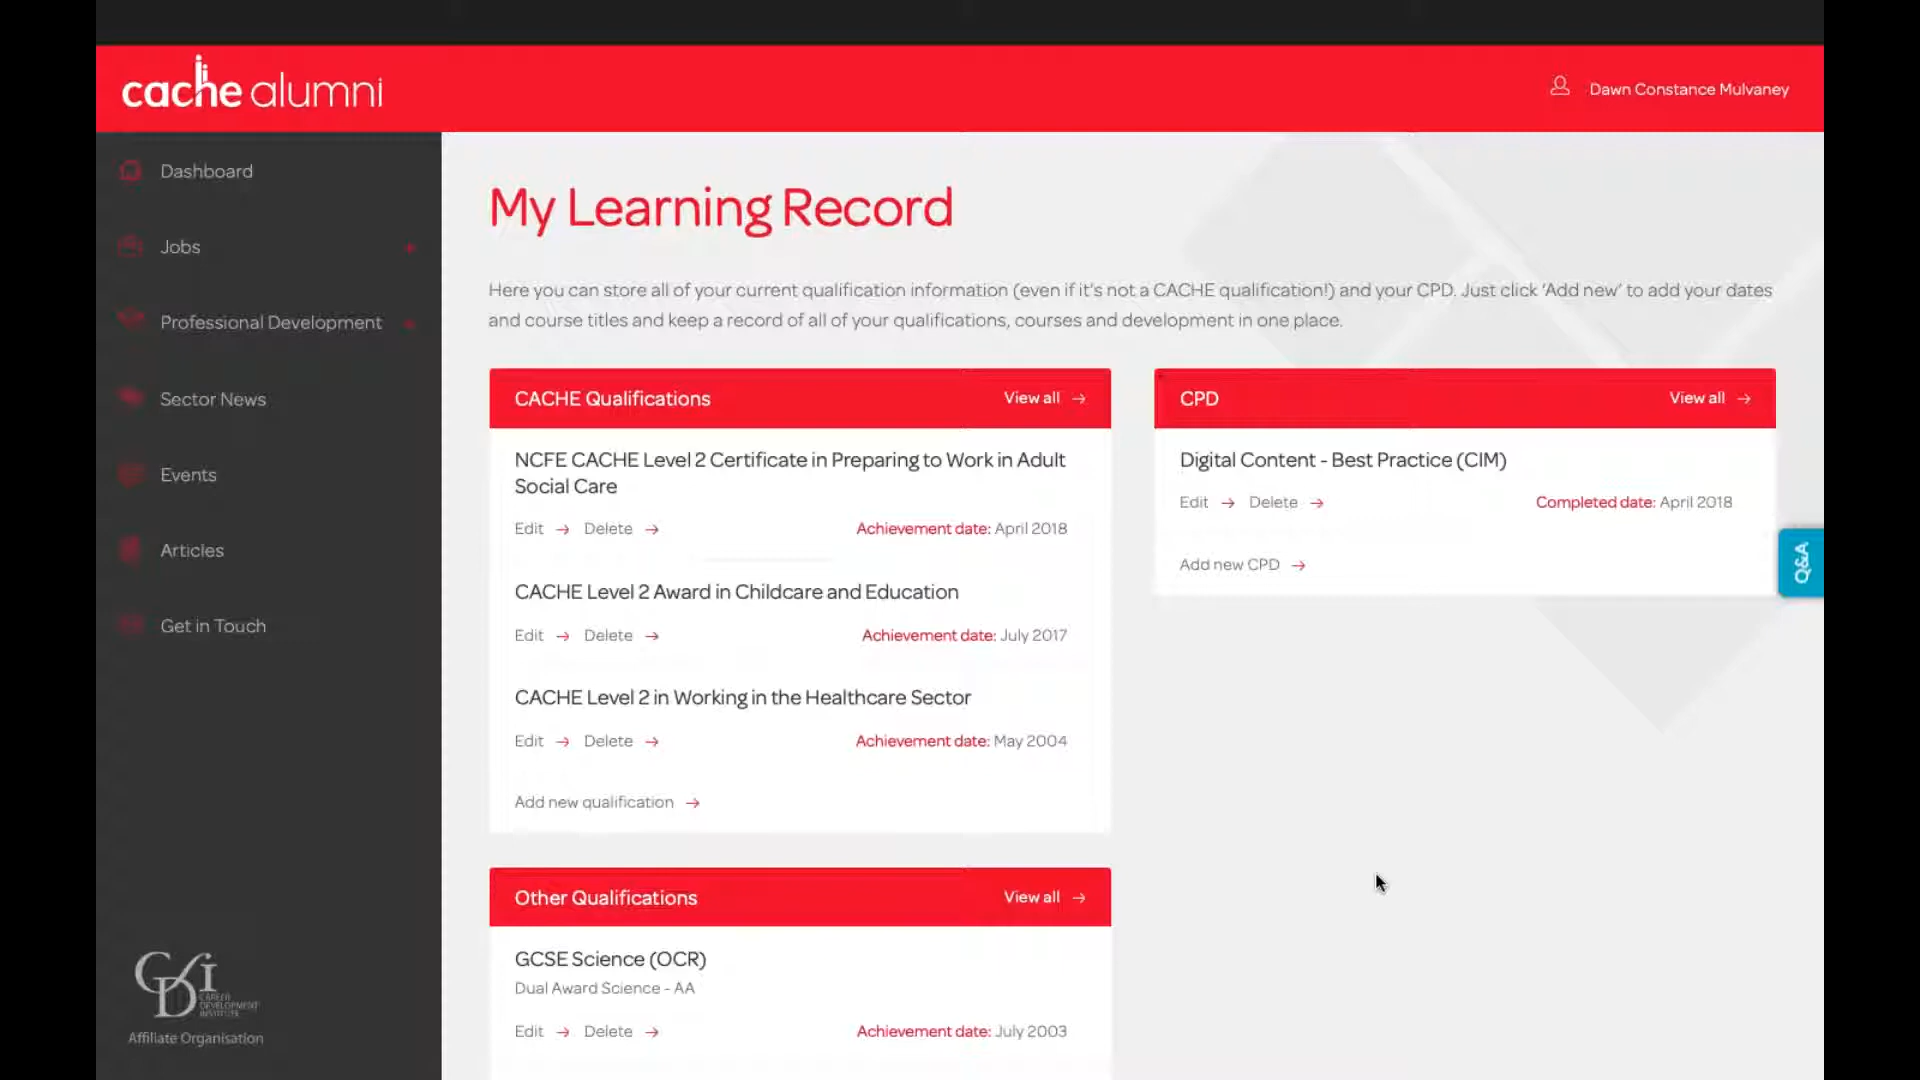 cache alumni
Dawn Constance Mulvaney
Dashboard
Jobs
Professional Development
Sector News
Events
Articles
Get in Touch
CDI
CAREER
DEVELOPMENT
INSTITUTE
Affiliate Organisation
My Learning Record
Here you can store all of your current qualification information (even if it's not a CACHE qualification!) and your CPD. Just click 'Add new' to add your dates
and course titles and keep a record of all of your qualifications, courses and development in one place.
CACHE Qualifications View all
NCFE CACHE Level 2 Certificate in Preparing to Work in Adult
Social Care
Edit Delete Achievement date: April 2018
CACHE Level 2 Award in Childcare and Education
Edit Delete Achievement date: July 2017
CACHE Level 2 in Working in the Healthcare Sector
Edit Delete Achievement date: May 2004
Add new qualification
CPD View all
Digital Content - Best Practice (CIM)
Edit Delete Completed date: April 2018
Add new CPD
Q&A
Other Qualifications View all
GCSE Science (OCR)
Dual Award Science - AA
Edit Delete Achievement date: July 2003